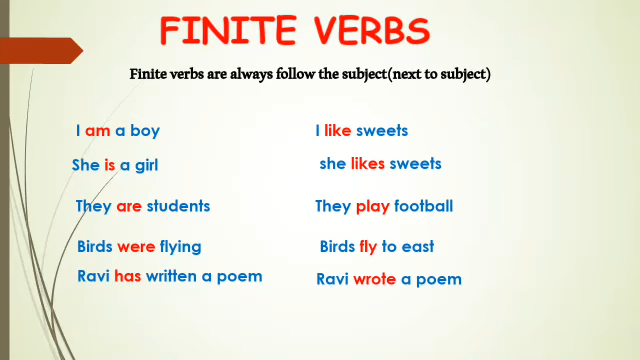 FINITE VERBS
Finite verbs are always follow the subject(next to subject)
I am a boy
She is a girl
They are students
Birds were flying
Ravi has written a poem
I like sweets
she likes sweets
They play football
Birds fly to east
Ravi wrote a poem